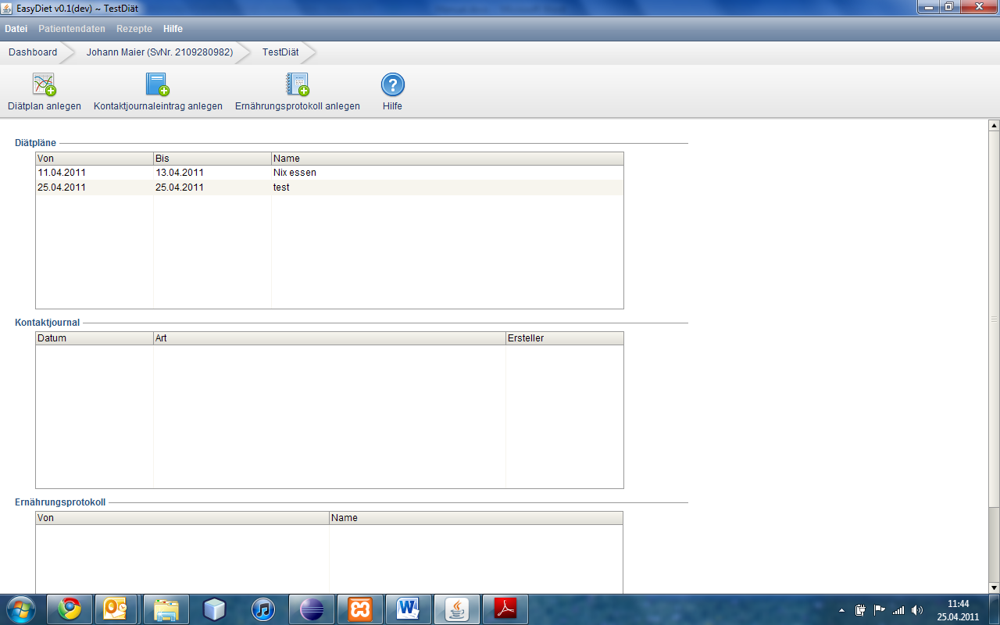 EasyDiet v0.1(dev) ~ TestDiät
Datei Patientendaten Rezepte Hilfe
Dashboard Johann Maier (SvNr. 2109280982) TestDiät
Diätplan anlegen Kontaktjournaleintrag anlegen Ernährungsprotokoll anlegen Hilfe
Diätpläne
Von Bis Name
11.04.2011 13.04.2011 Nix essen
25.04.2011 25.04.2011 test
Kontaktjournal
Datum Art Ersteller
Ernährungsprotokoll
Von Name
11:44
25.04.2011